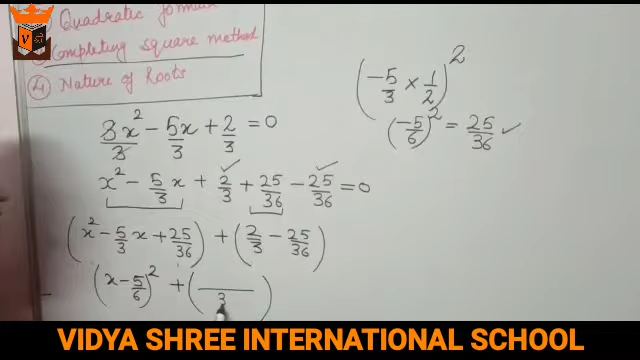 Quadratic formula
Completing square method
④ Nature of Roots
3x²/3 - 5x/3 + 2/3 = 0
x² - 5/3 x + 2/3 + 25/36 - 25/36 = 0
(x² - 5/3 x + 25/36) + (2/3 - 25/36)
(x - 5/6)² + ( /3 )
(-5/3 × 1/2)²
(-5/6)² = 25/36 ✓
VIDYA SHREE INTERNATIONAL SCHOOL